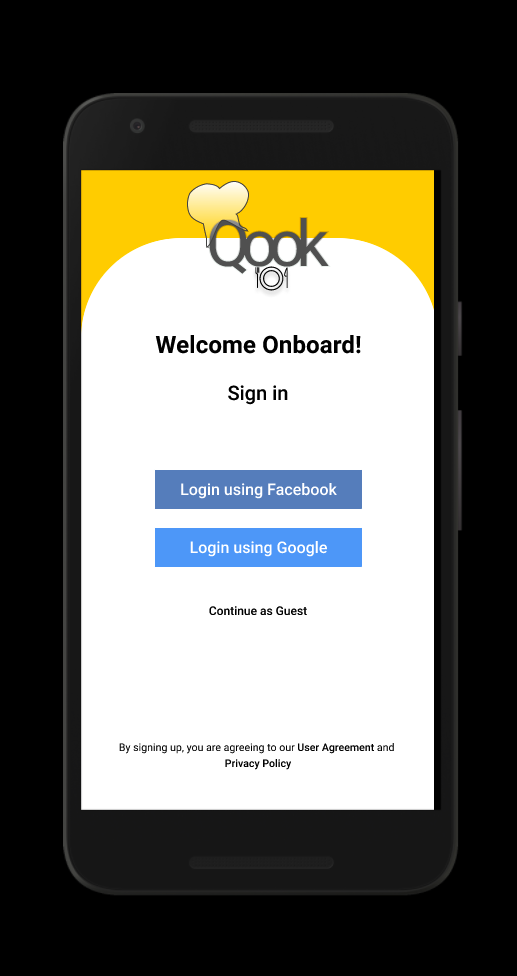 Qook
Welcome Onboard!
Sign in
Login using Facebook
Login using Google
Continue as Guest
By signing up, you are agreeing to our User Agreement and
Privacy Policy